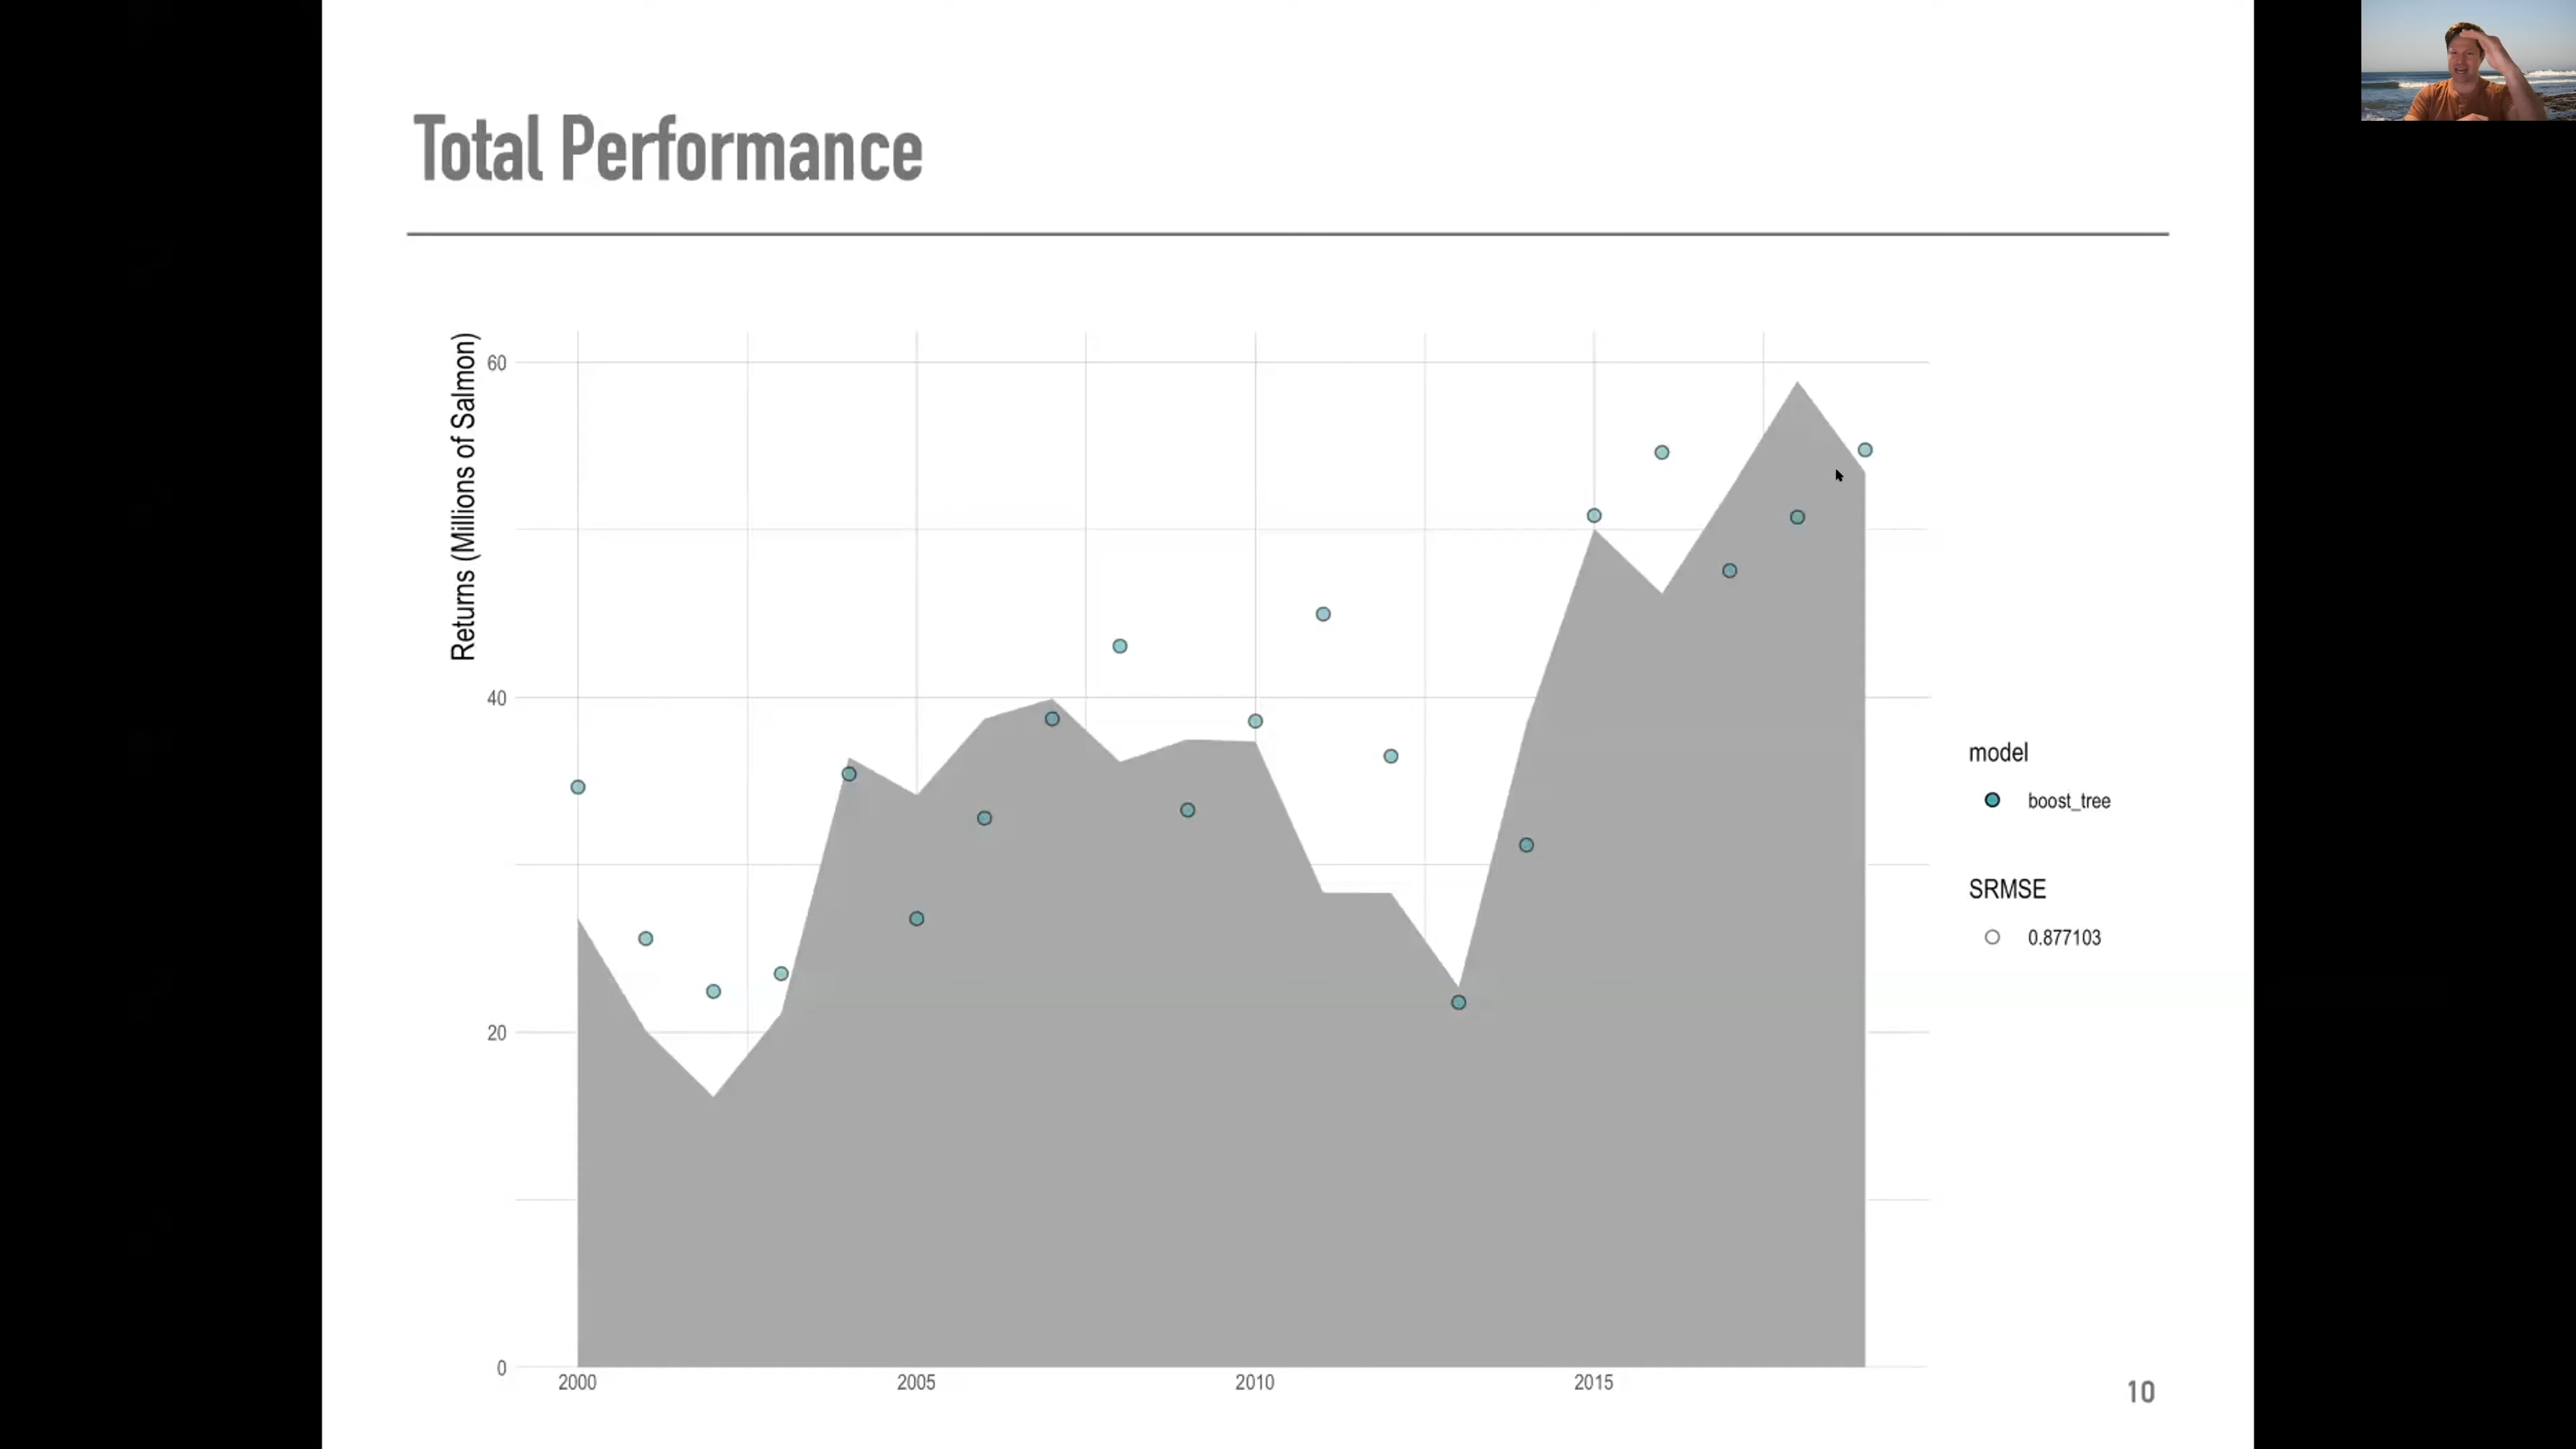 Total Performance
Returns (Millions of Salmon)
60
40
20
0
2000
2005
2010
2015
model
boost_tree
SRMSE
0.877103
10